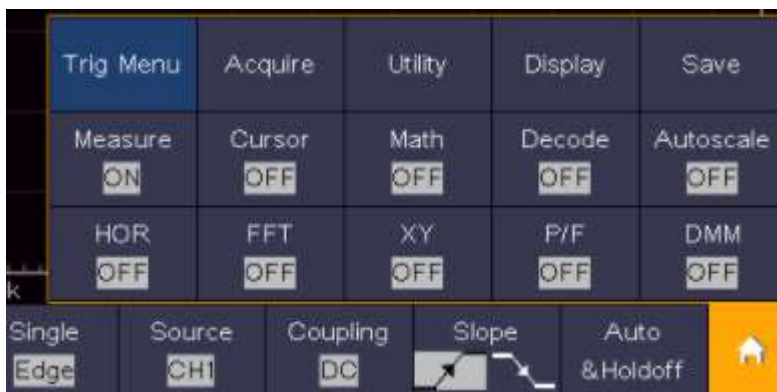 Trig Menu Acquire Utility Display Save
Measure Cursor Math Decode Autoscale
ON OFF OFF OFF OFF
HOR FFT XY P/F DMM
OFF OFF OFF OFF OFF
k
Single Source Coupling Slope Auto
Edge CH1 DC &Holdoff